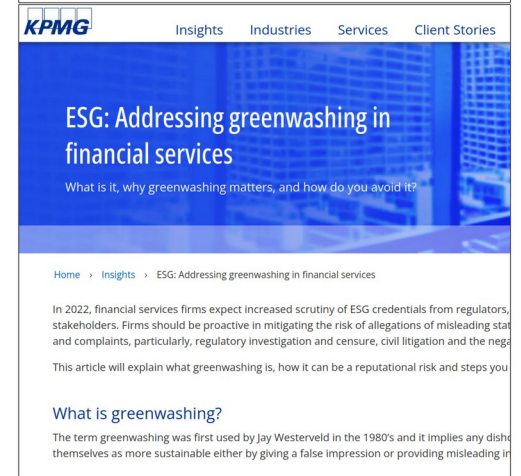 KPMG Insights Industries Services Client Stories
ESG: Addressing greenwashing in
financial services
What is it, why greenwashing matters, and how do you avoid it?
Home › Insights › ESG: Addressing greenwashing in financial services
In 2022, financial services firms expect increased scrutiny of ESG credentials from regulators,
stakeholders. Firms should be proactive in mitigating the risk of allegations of misleading stat
and complaints, particularly, regulatory investigation and censure, civil litigation and the nega
This article will explain what greenwashing is, how it can be a reputational risk and steps you
What is greenwashing?
The term greenwashing was first used by Jay Westerveld in the 1980's and it implies any disho
themselves as more sustainable either by giving a false impression or providing misleading in